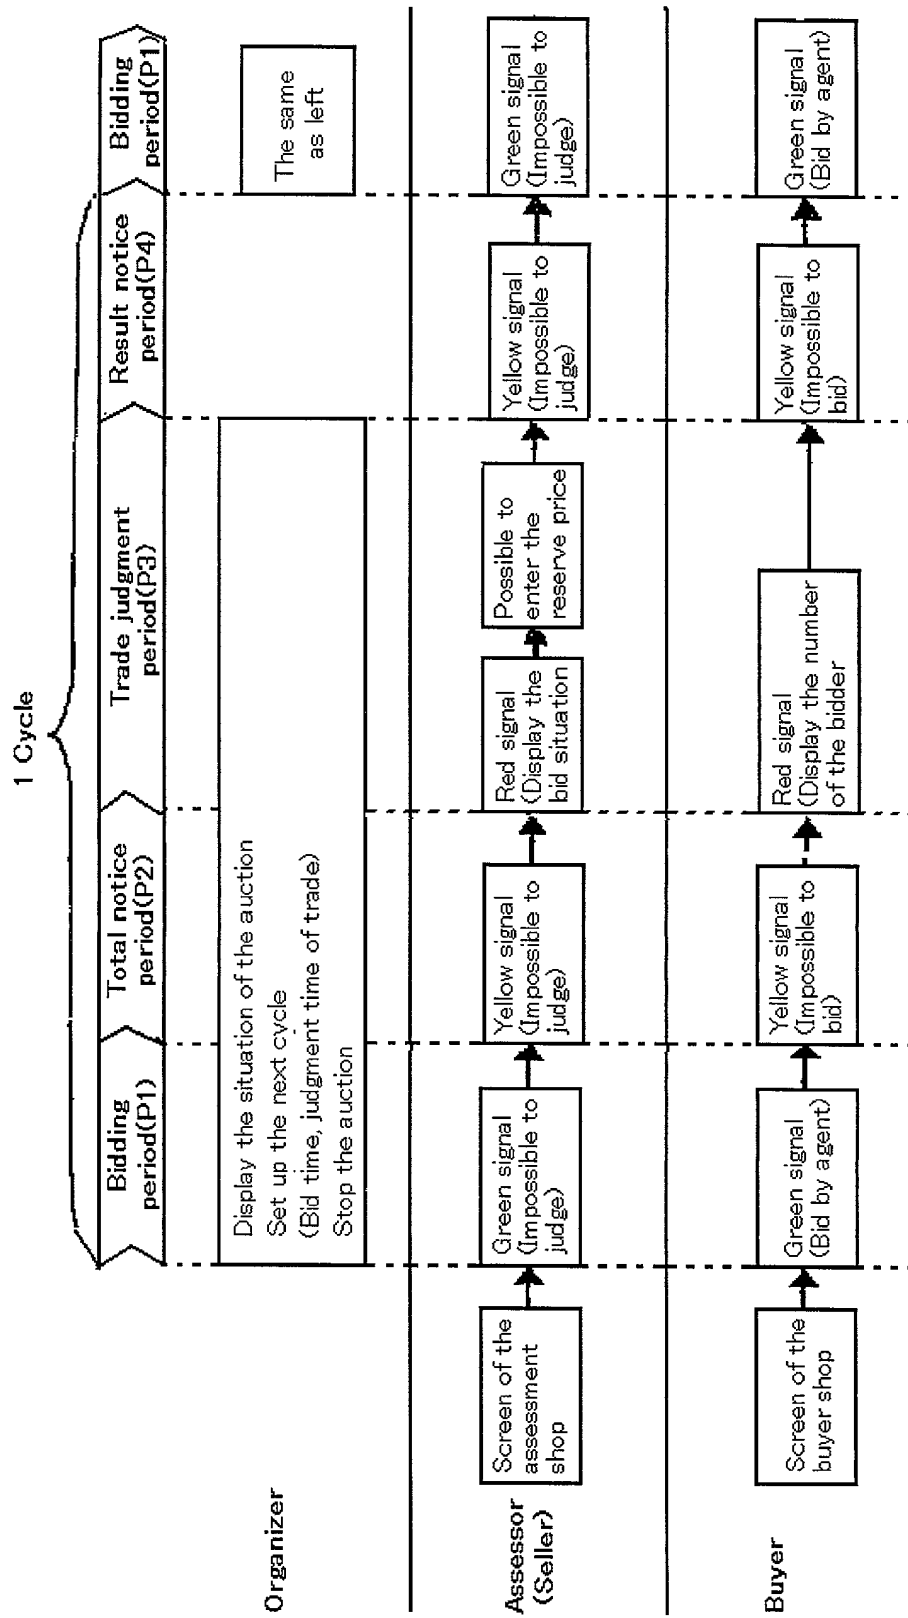 1 Cycle
Bidding
period(P1)
Total notice
period(P2)
Trade judgment
period(P3)
Result notice
period(P4)
Bidding
period(P1)
Organizer
Display the situation of the auction
Set up the next cycle
(Bid time, judgment time of trade)
Stop the auction
The same
as left
Assessor
(Seller)
Screen of the
assessment
shop
Green signal
(Impossible to
judge)
Yellow signal
(Impossible to
judge)
Red signal
(Display the
bid situation
Possible to
enter the
reserve price
Yellow signal
(Impossible to
judge)
Green signal
(Impossible to
judge)
Buyer
Screen of the
buyer shop
Green signal
(Bid by agent)
Yellow signal
(Impossible to
bid)
Red signal
(Display the number
of the bidder
Yellow signal
(Impossible to
bid)
Green signal
(Bid by agent)